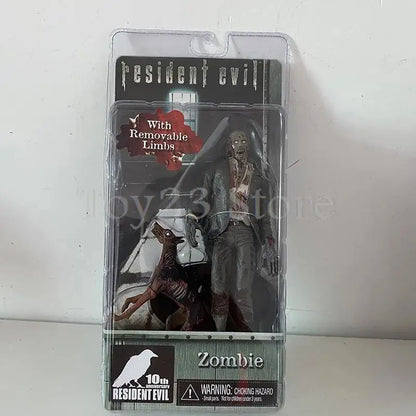 resident evil
With
Removable
Limbs
Toy23 Store
Zombie
10th
anniversary
RESIDENT EVIL
WARNING: CHOKING HAZARD
-Small parts. Not for children under 3 years.